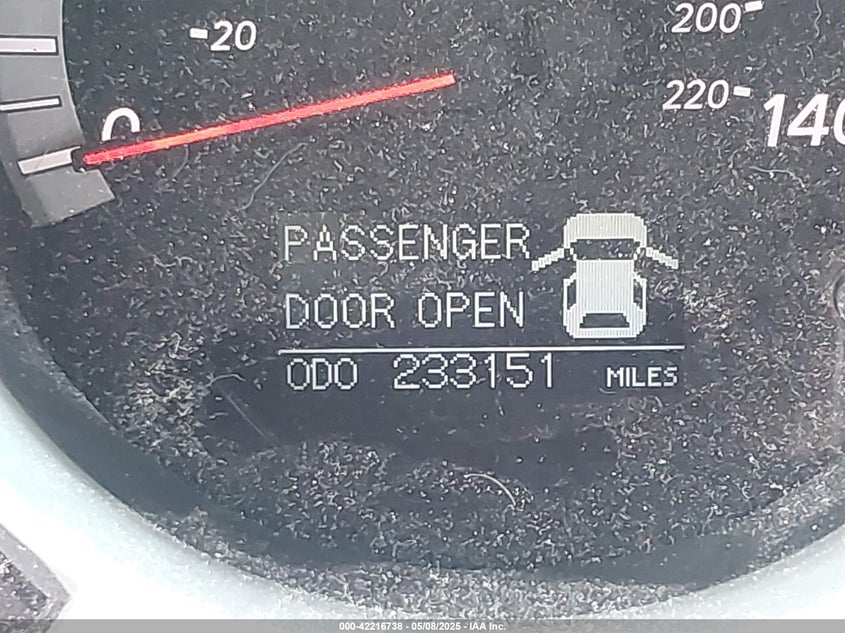 20
200
220
140
0
PASSENGER
DOOR OPEN
ODO 233151 MILES
000-42216738 - 05/08/2025 - IAA Inc.